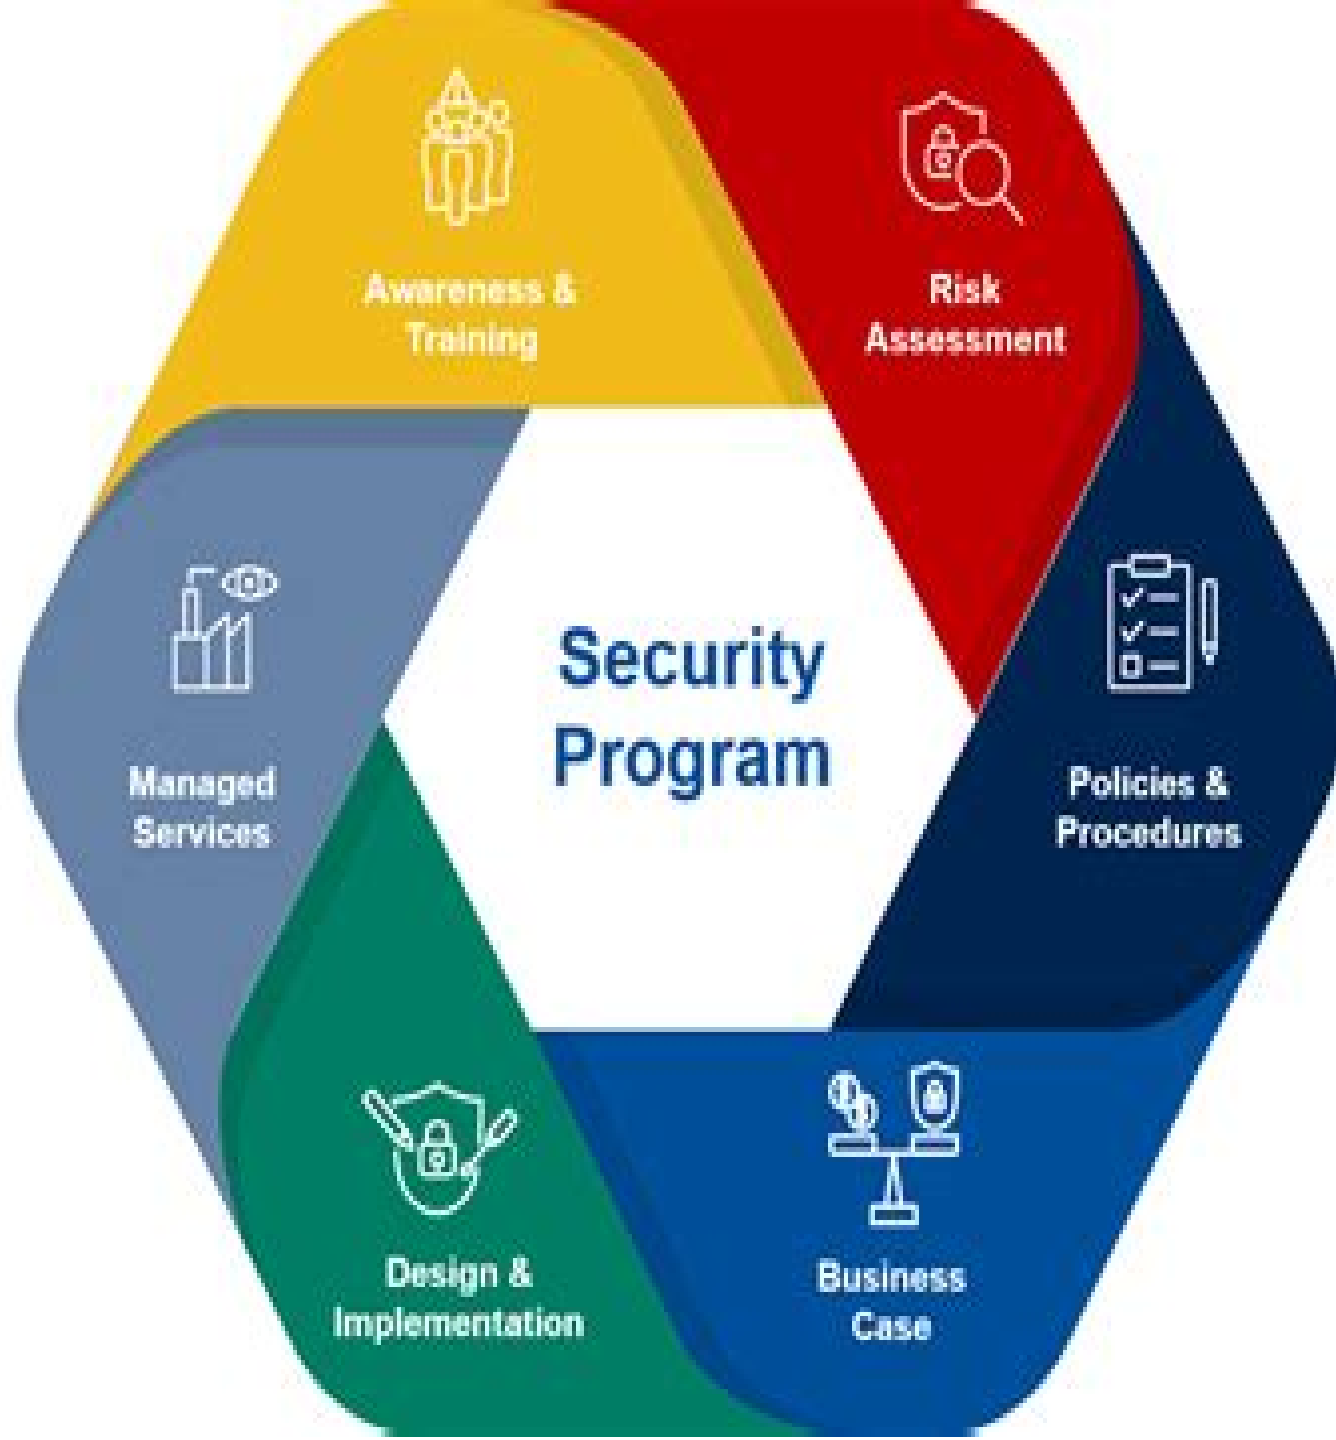 Awareness &
Training
Risk
Assessment
Security
Program
Managed
Services
Policies &
Procedures
Design &
Implementation
Business
Case